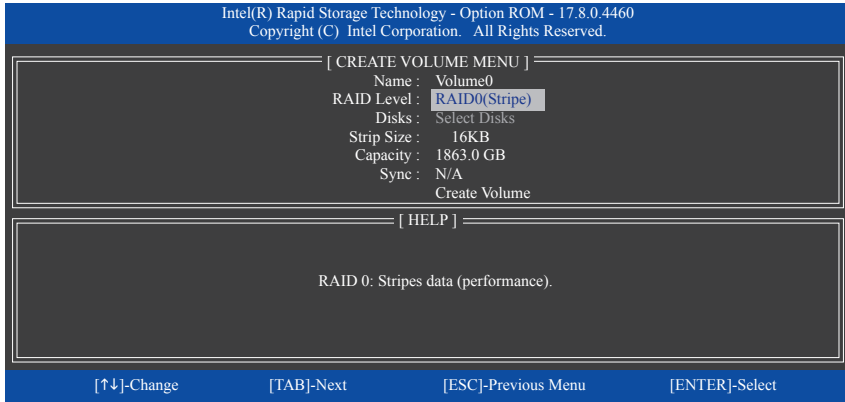 Intel(R) Rapid Storage Technology - Option ROM - 17.8.0.4460
Copyright (C) Intel Corporation. All Rights Reserved.
[ CREATE VOLUME MENU ]
Name : Volume0
RAID Level : RAID0(Stripe)
Disks : Select Disks
Strip Size : 16KB
Capacity : 1863.0 GB
Sync : N/A
Create Volume
[ HELP ]
RAID 0: Stripes data (performance).
[↑↓]-Change [TAB]-Next [ESC]-Previous Menu [ENTER]-Select